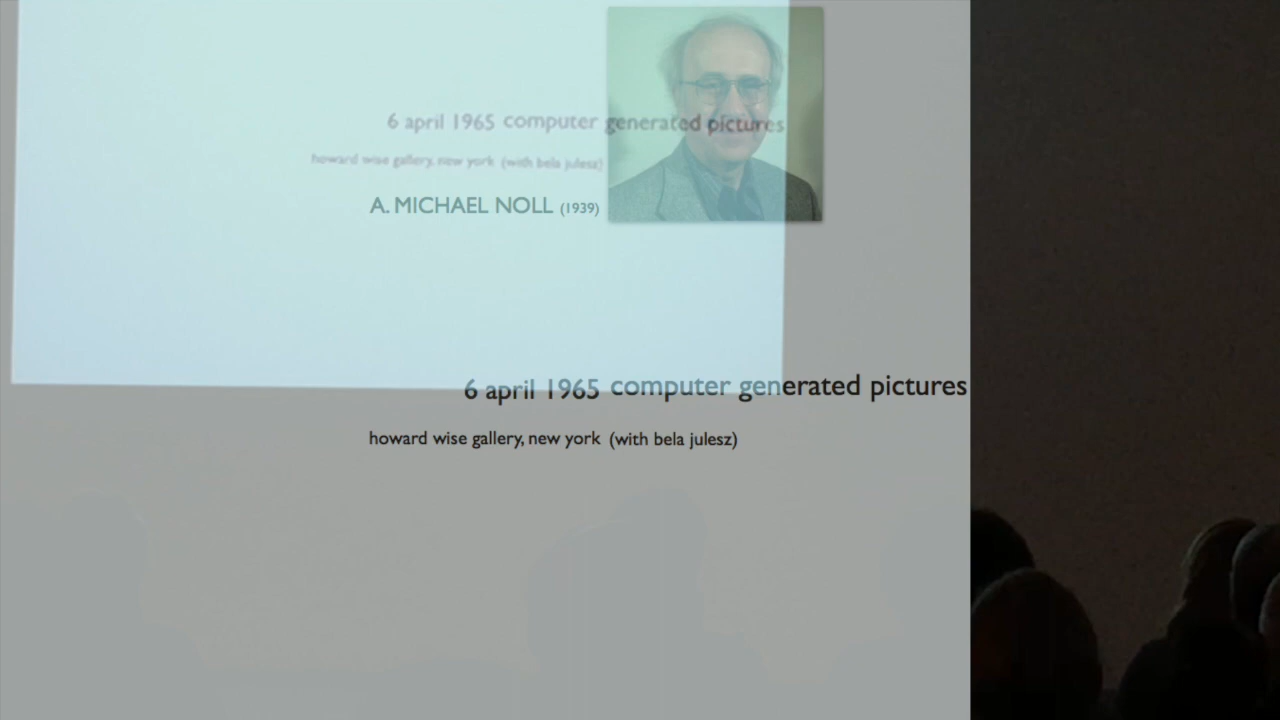 6 april 1965 computer generated pictures
howard wise gallery, new york (with bela julesz)
A. MICHAEL NOLL (1939)
6 april 1965 computer generated pictures
howard wise gallery, new york (with bela julesz)